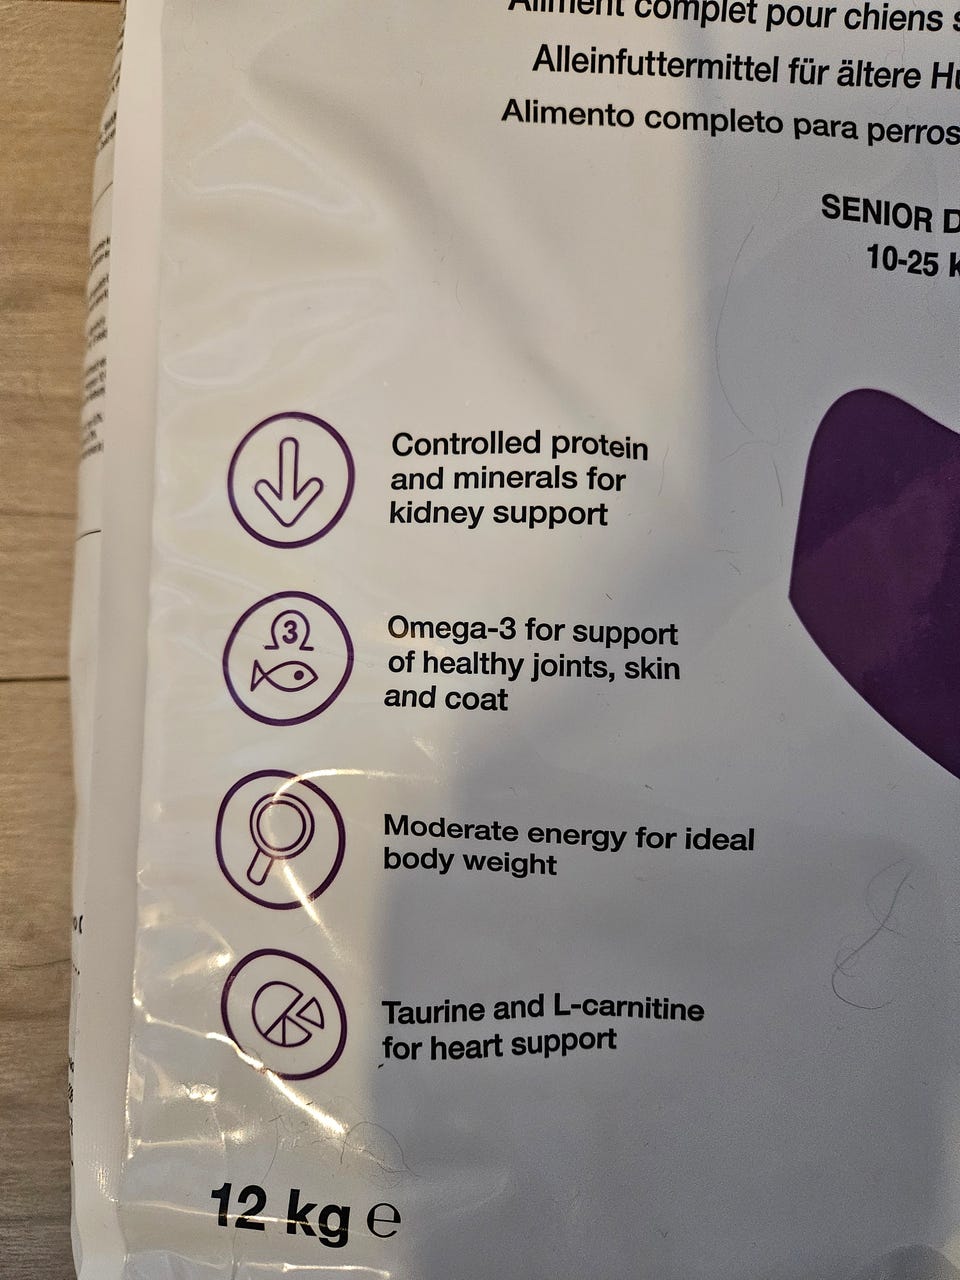 Aliment complet pour chiens
Alleinfuttermittel für ältere
Alimento completo para perros
SENIOR
10-25
Controlled protein
and minerals for
kidney support
3
Omega-3 for support
of healthy joints, skin
and coat
Moderate energy for ideal
body weight
Taurine and L-carnitine
for heart support
12 kg e